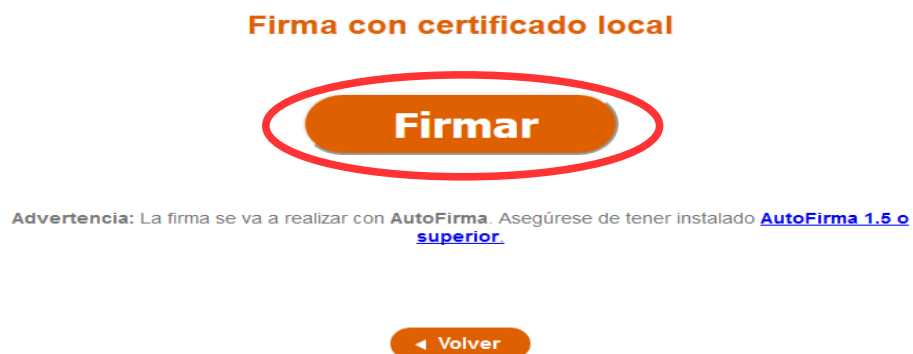 Firma con certificado local
Firmar
Advertencia: La firma se va a realizar con AutoFirma. Asegúrese de tener instalado AutoFirma 1.5 o
superior.
◄ Volver